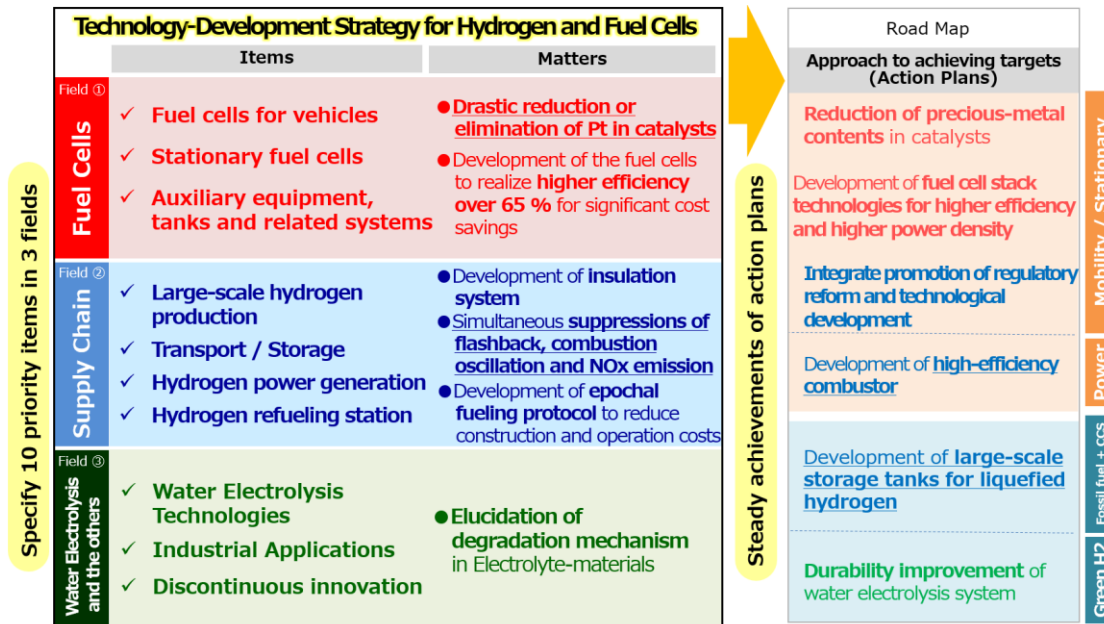 Technology-Development Strategy for Hydrogen and Fuel Cells
Items
Matters
Specify 10 priority items in 3 fields
Field ①
Fuel Cells
✓ Fuel cells for vehicles
✓ Stationary fuel cells
✓ Auxiliary equipment,
tanks and related systems
●Drastic reduction or
elimination of Pt in catalysts
●Development of the fuel cells
to realize higher efficiency
over 65 % for significant cost
savings
Field ②
Supply Chain
✓ Large-scale hydrogen
production
✓ Transport / Storage
✓ Hydrogen power generation
✓ Hydrogen refueling station
●Development of insulation
system
●Simultaneous suppressions of
flashback, combustion
oscillation and NOx emission
●Development of epochal
fueling protocol to reduce
construction and operation costs
Field ③
Water Electrolysis
and the others
✓ Water Electrolysis
Technologies
✓ Industrial Applications
✓ Discontinuous innovation
●Elucidation of
degradation mechanism
in Electrolyte-materials
Steady achievements of action plans
Road Map
Approach to achieving targets
(Action Plans)
Reduction of precious-metal
contents in catalysts
Development of fuel cell stack
technologies for higher efficiency
and higher power density
Integrate promotion of regulatory
reform and technological
development
Development of high-efficiency
combustor
Development of large-scale
storage tanks for liquefied
hydrogen
Durability improvement of
water electrolysis system
Mobility / Stationary
Power
Fossil fuel + CCS
Green H2